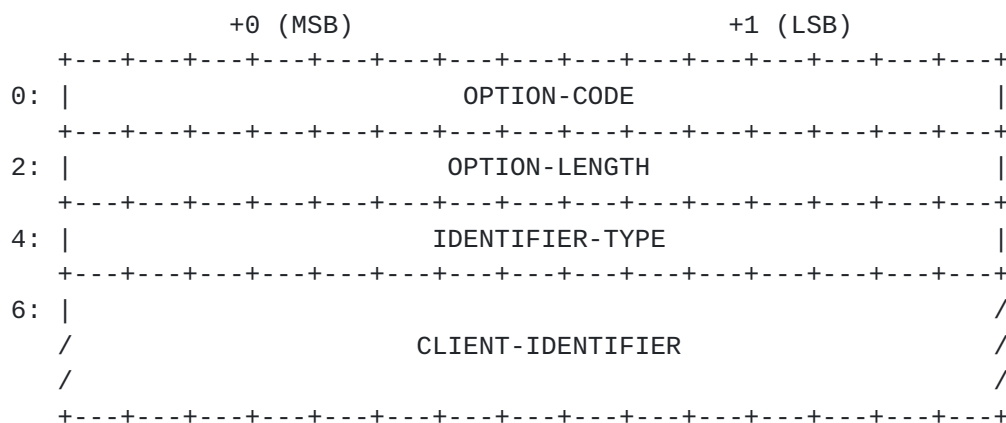 +0 (MSB) +1 (LSB)
+---+---+---+---+---+---+---+---+---+---+---+---+---+---+---+
0: | OPTION-CODE |
+---+---+---+---+---+---+---+---+---+---+---+---+---+---+---+
2: | OPTION-LENGTH |
+---+---+---+---+---+---+---+---+---+---+---+---+---+---+---+
4: | IDENTIFIER-TYPE |
+---+---+---+---+---+---+---+---+---+---+---+---+---+---+---+
6: | /
/ CLIENT-IDENTIFIER /
/ /
+---+---+---+---+---+---+---+---+---+---+---+---+---+---+---+